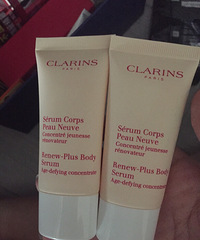 CLARINS
PARIS
Sérum Corps
Peau Neuve
Concentré jeunesse
rénovateur
Renew-Plus Body
Serum
Age-defying concentrate
CLARINS
PARIS
Sérum Corps
Peau Neuve
Concentré jeunesse
rénovateur
Renew-Plus Body
Serum
Age-defying concentrate